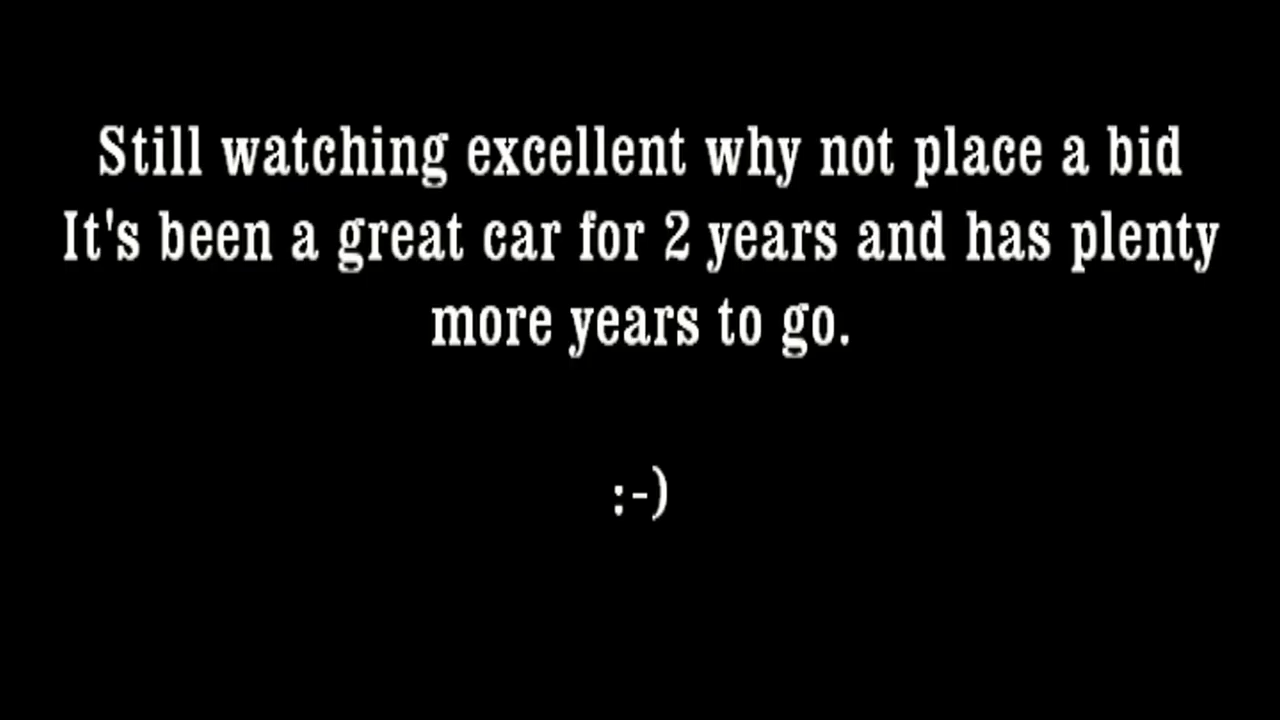 Still watching excellent why not place a bid
It's been a great car for 2 years and has plenty
more years to go.
:-)